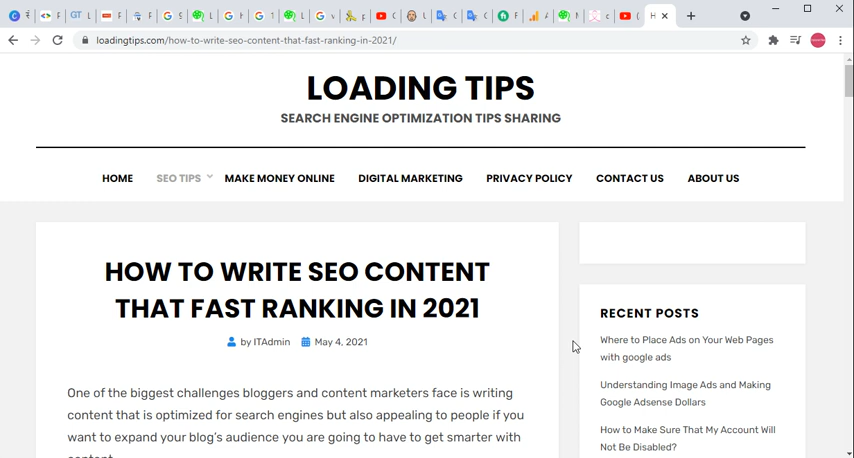 loadingtips.com/how-to-write-seo-content-that-fast-ranking-in-2021/
LOADING TIPS
SEARCH ENGINE OPTIMIZATION TIPS SHARING
HOME SEO TIPS MAKE MONEY ONLINE DIGITAL MARKETING PRIVACY POLICY CONTACT US ABOUT US
HOW TO WRITE SEO CONTENT
THAT FAST RANKING IN 2021
by ITAdmin May 4, 2021
One of the biggest challenges bloggers and content marketers face is writing
content that is optimized for search engines but also appealing to people if you
want to expand your blog's audience you are going to have to get smarter with
content.
RECENT POSTS
Where to Place Ads on Your Web Pages
with google ads
Understanding Image Ads and Making
Google Adsense Dollars
How to Make Sure That My Account Will
Not Be Disabled?